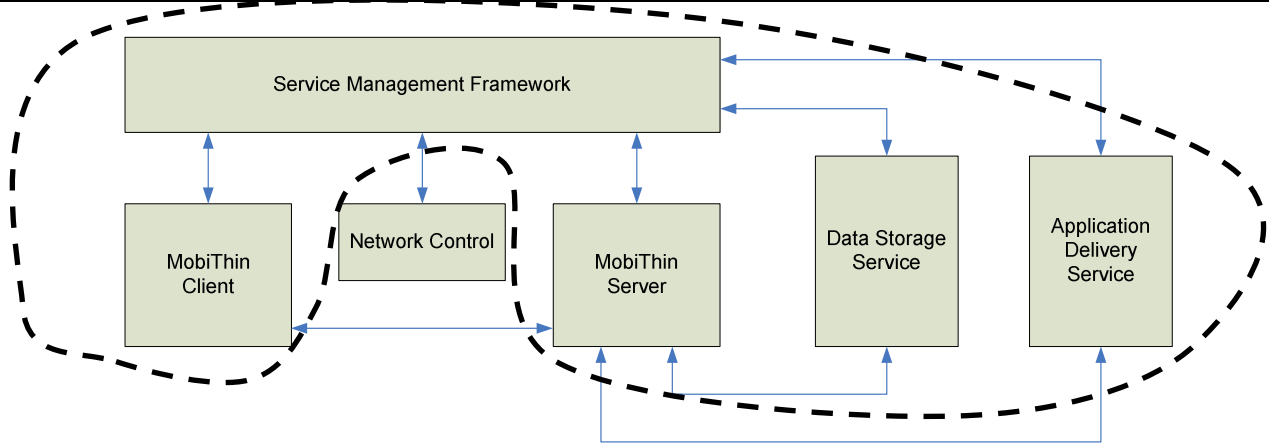 Service Management Framework
MobiThin
Client
Network Control
MobiThin
Server
Data Storage
Service
Application
Delivery
Service